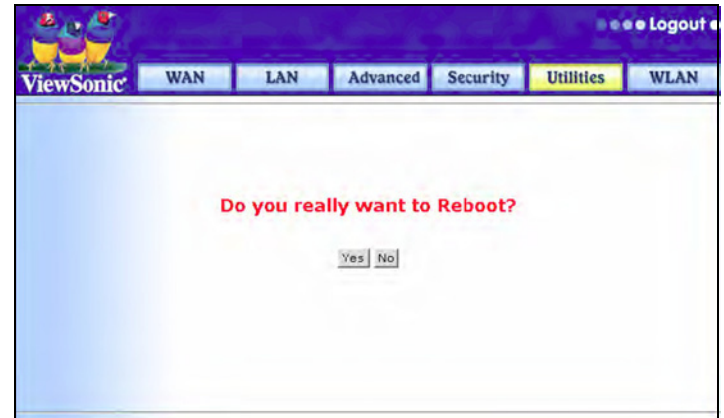 Logout
ViewSonic WAN LAN Advanced Security Utilities WLAN
Do you really want to Reboot?
Yes No